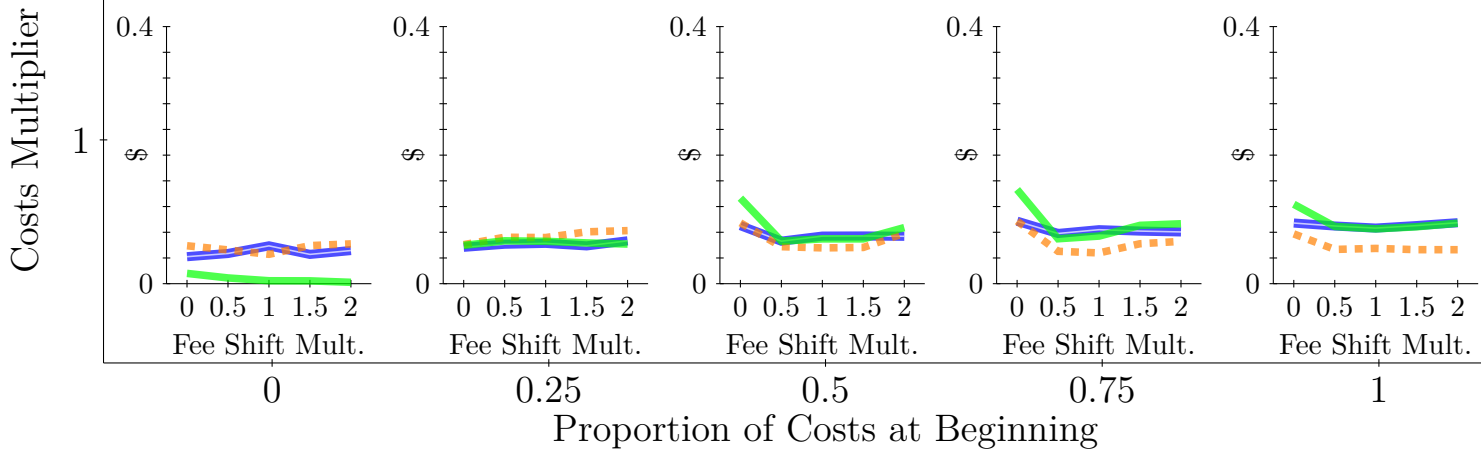 Costs Multiplier
1
0.4 0.4 0.4 0.4 0.4
$ $ $ $ $
0 0 0 0 0
0 0.5 1 1.5 2 0 0.5 1 1.5 2 0 0.5 1 1.5 2 0 0.5 1 1.5 2 0 0.5 1 1.5 2
Fee Shift Mult. Fee Shift Mult. Fee Shift Mult. Fee Shift Mult. Fee Shift Mult.
0 0.25 0.5 0.75 1
Proportion of Costs at Beginning